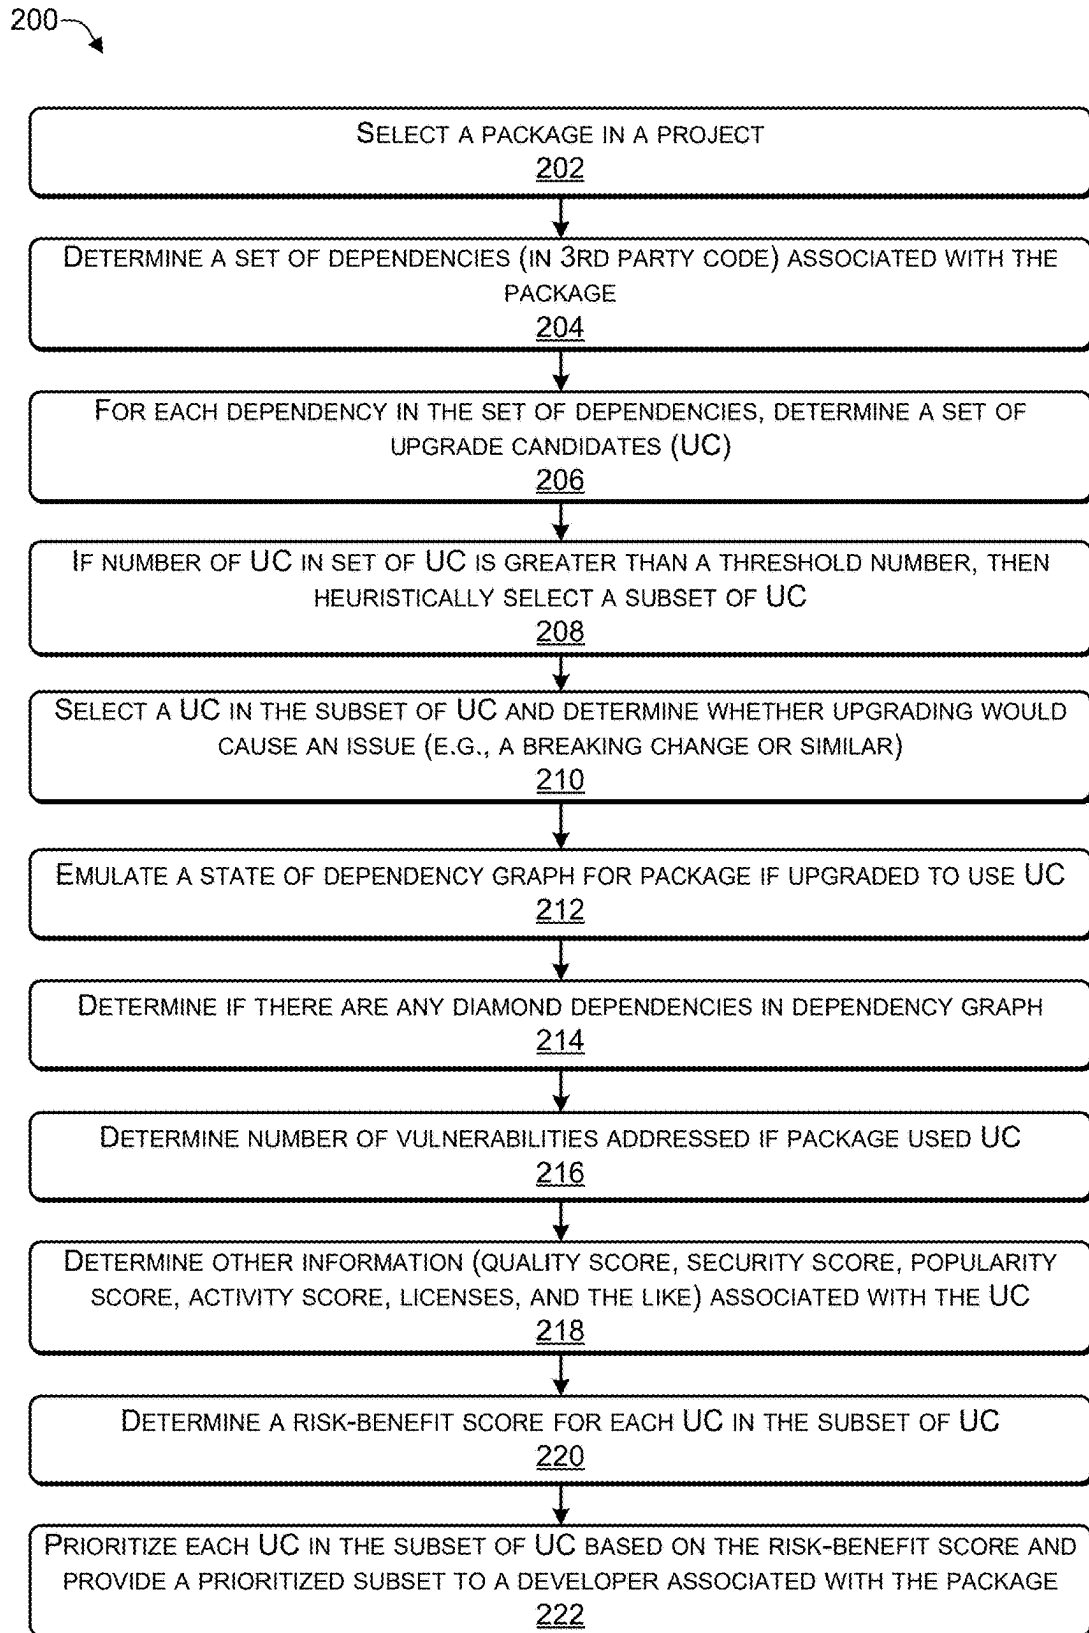 200
SELECT A PACKAGE IN A PROJECT
202
DETERMINE A SET OF DEPENDENCIES (IN 3RD PARTY CODE) ASSOCIATED WITH THE
PACKAGE
204
FOR EACH DEPENDENCY IN THE SET OF DEPENDENCIES, DETERMINE A SET OF
UPGRADE CANDIDATES (UC)
206
IF NUMBER OF UC IN SET OF UC IS GREATER THAN A THRESHOLD NUMBER, THEN
HEURISTICALLY SELECT A SUBSET OF UC
208
SELECT A UC IN THE SUBSET OF UC AND DETERMINE WHETHER UPGRADING WOULD
CAUSE AN ISSUE (E.G., A BREAKING CHANGE OR SIMILAR)
210
EMULATE A STATE OF DEPENDENCY GRAPH FOR PACKAGE IF UPGRADED TO USE UC
212
DETERMINE IF THERE ARE ANY DIAMOND DEPENDENCIES IN DEPENDENCY GRAPH
214
DETERMINE NUMBER OF VULNERABILITIES ADDRESSED IF PACKAGE USED UC
216
DETERMINE OTHER INFORMATION (QUALITY SCORE, SECURITY SCORE, POPULARITY
SCORE, ACTIVITY SCORE, LICENSES, AND THE LIKE) ASSOCIATED WITH THE UC
218
DETERMINE A RISK-BENEFIT SCORE FOR EACH UC IN THE SUBSET OF UC
220
PRIORITIZE EACH UC IN THE SUBSET OF UC BASED ON THE RISK-BENEFIT SCORE AND
PROVIDE A PRIORITIZED SUBSET TO A DEVELOPER ASSOCIATED WITH THE PACKAGE
222